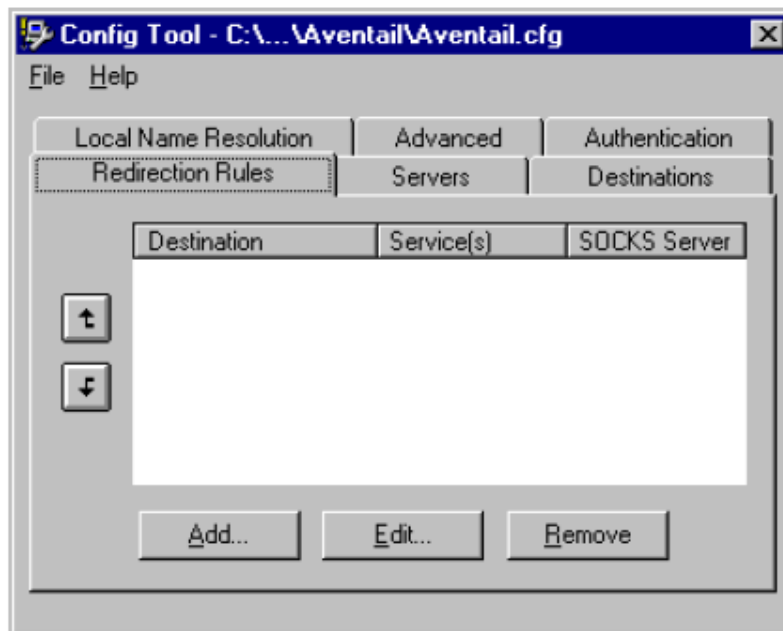 Config Tool - C:\...\Aventail\Aventail.cfg
File Help
Local Name Resolution Advanced Authentication
Redirection Rules Servers Destinations
Destination Service(s) SOCKS Server
Add... Edit... Remove